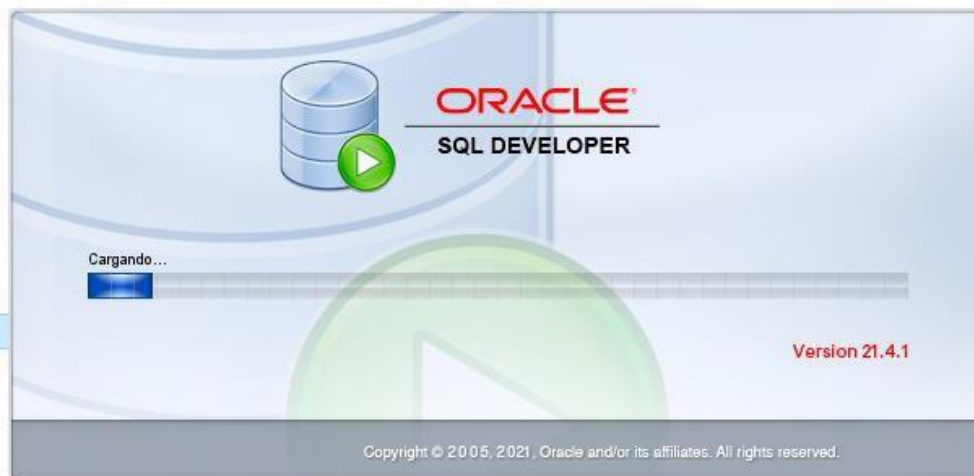 ORACLE®
SQL DEVELOPER
Cargando...
Version 21.4.1
Copyright © 2005, 2021, Oracle and/or its affiliates. All rights reserved.